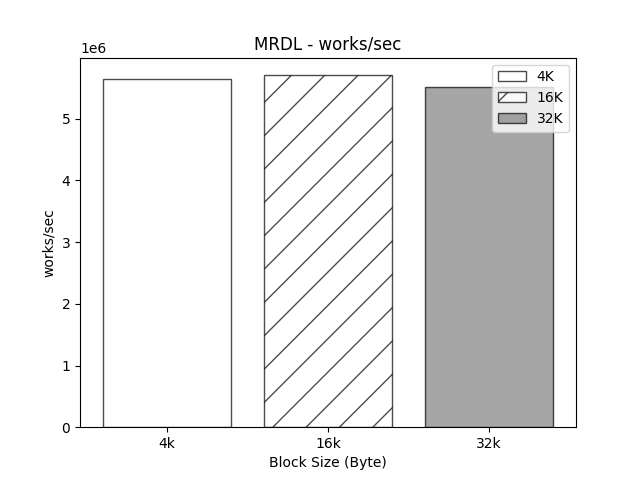 MRDL - works/sec
1e6
4K
16K
32K
5
4
3
2
1
0
works/sec
4k
16k
32k
Block Size (Byte)